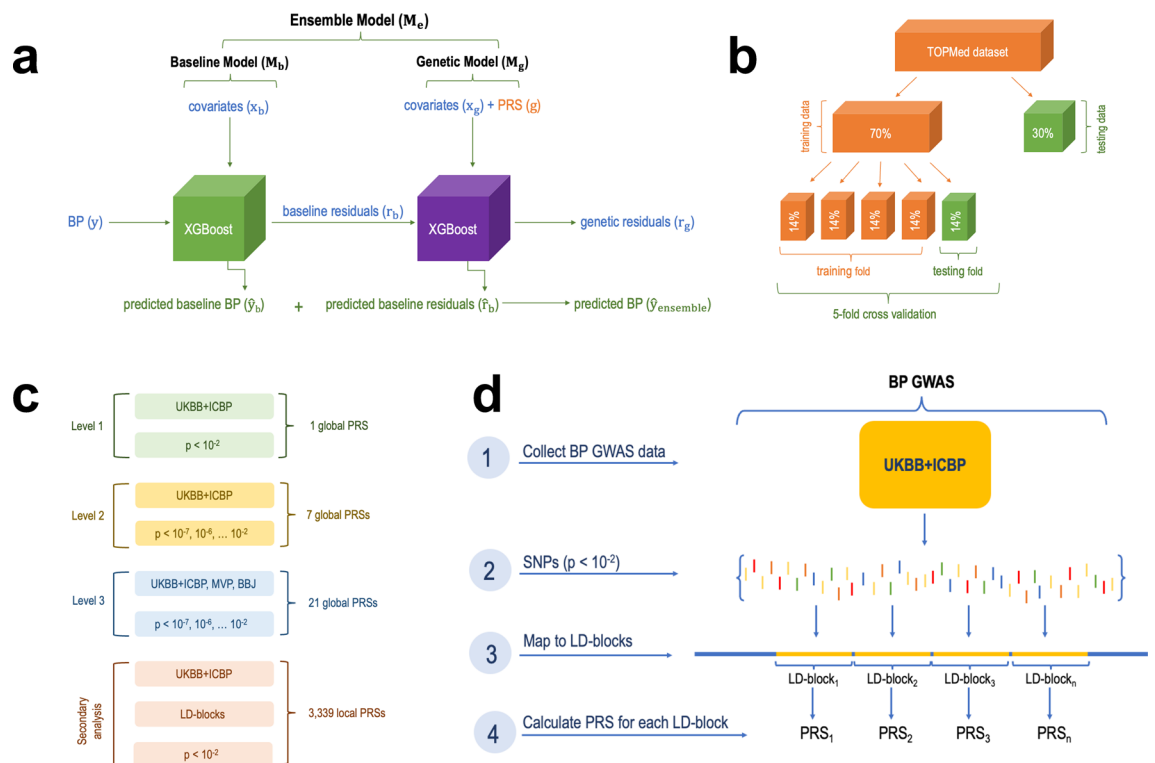 a
Ensemble Model (Mₑ)
Baseline Model (M_b)
Genetic Model (M_g)
covariates (x_b)
covariates (x_g) + PRS (g)
BP (y)
XGBoost
baseline residuals (r_b)
XGBoost
genetic residuals (r_g)
predicted baseline BP (ŷ_b)
+
predicted baseline residuals (r̂_b)
predicted BP (ŷ_ensemble)
b
TOPMed dataset
training data
70%
30%
testing data
14%
14%
14%
14%
14%
training fold
testing fold
5-fold cross validation
c
Level 1
UKBB+ICBP
p < 10⁻²
1 global PRS
Level 2
UKBB+ICBP
p < 10⁻⁷, 10⁻⁶, ... 10⁻²
7 global PRSs
Level 3
UKBB+ICBP, MVP, BBJ
p < 10⁻⁷, 10⁻⁶, ... 10⁻²
21 global PRSs
Secondary
analysis
UKBB+ICBP
LD-blocks
p < 10⁻²
3,339 local PRSs
d
BP GWAS
1
Collect BP GWAS data
UKBB+ICBP
2
SNPs (p < 10⁻²)
3
Map to LD-blocks
LD-block₁
LD-block₂
LD-block₃
LD-blockₙ
4
Calculate PRS for each LD-block
PRS₁
PRS₂
PRS₃
PRSₙ